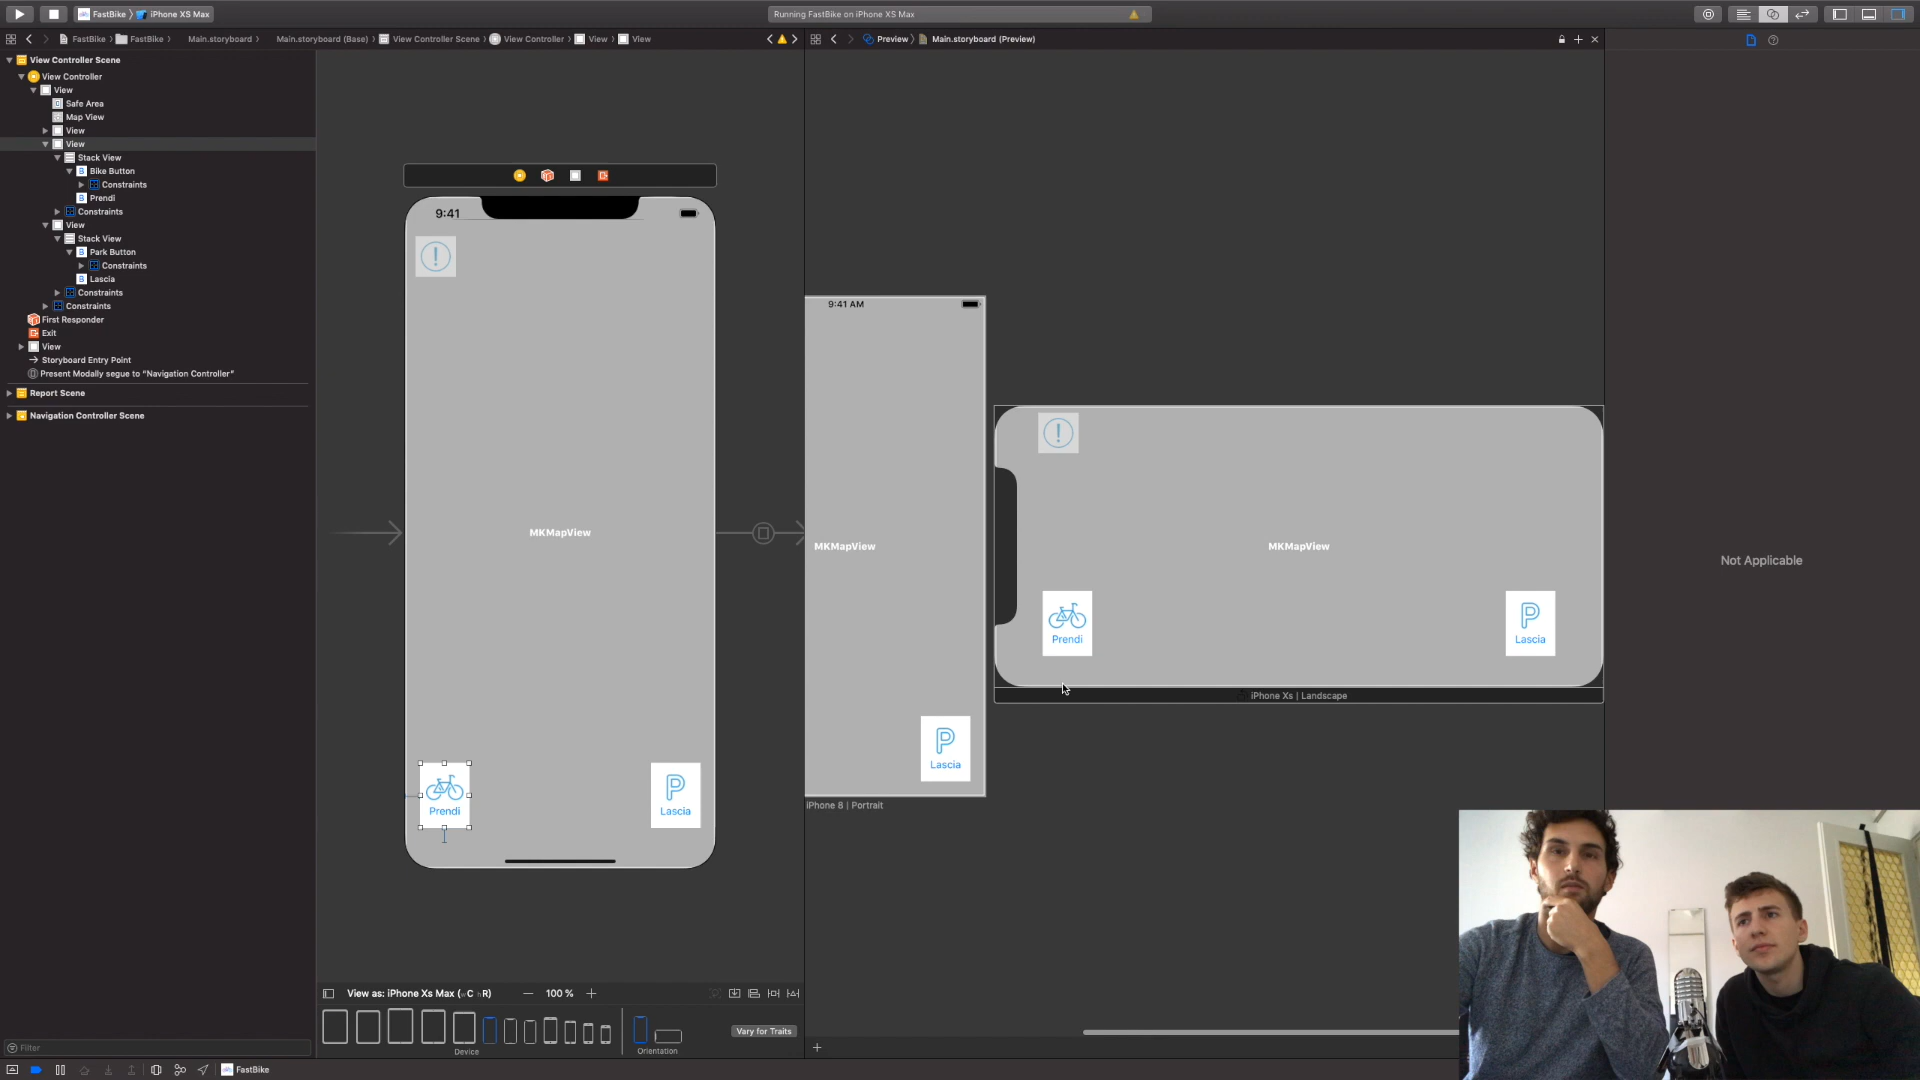 FastBike 〉 iPhone XS Max
Running FastBike on iPhone XS Max
FastBike 〉 FastBike 〉 Main.storyboard 〉 Main.storyboard (Base) 〉 View Controller Scene 〉 View Controller 〉 View 〉 View
Preview 〉 Main.storyboard (Preview)
View Controller Scene
View Controller
View
Safe Area
Map View
View
View
Stack View
B Bike Button
Constraints
B Prendi
Constraints
View
Stack View
B Park Button
Constraints
B Lascia
Constraints
Constraints
First Responder
Exit
View
Storyboard Entry Point
Present Modally segue to “Navigation Controller”
Report Scene
Navigation Controller Scene
9:41
!
MKMapView
Prendi
P
Lascia
9:41 AM
MKMapView
P
Lascia
iPhone 8 | Portrait
!
MKMapView
Prendi
P
Lascia
iPhone Xs | Landscape
Not Applicable
View as: iPhone Xs Max (wC hR)
— 100 % +
Device
Orientation
Vary for Traits
Filter
FastBike